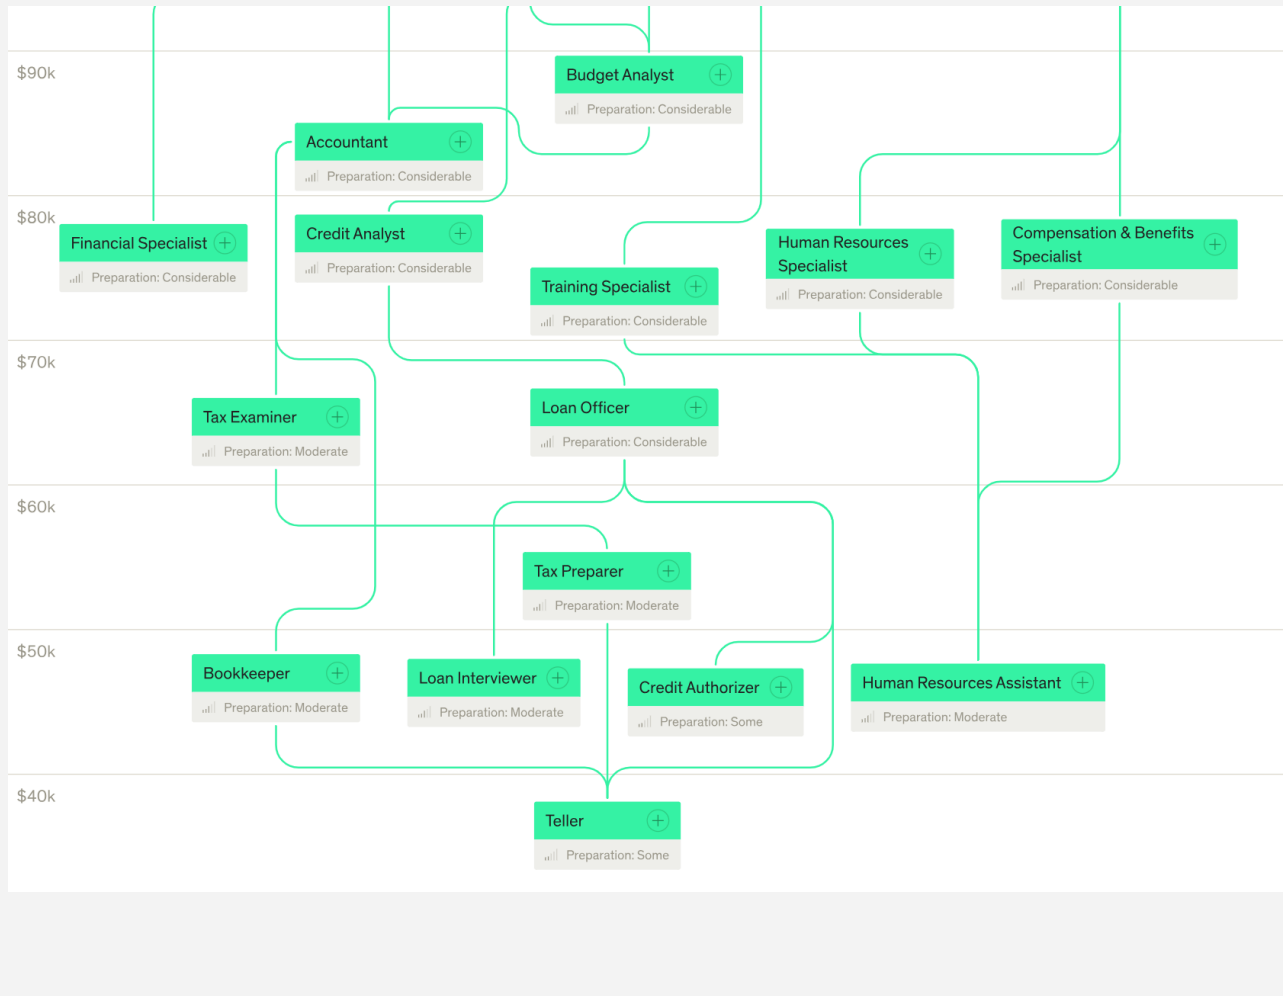 $90k
Budget Analyst
Preparation: Considerable
Accountant
Preparation: Considerable
$80k
Financial Specialist
Preparation: Considerable
Credit Analyst
Preparation: Considerable
Training Specialist
Preparation: Considerable
Human Resources
Specialist
Preparation: Considerable
Compensation & Benefits
Specialist
Preparation: Considerable
$70k
Tax Examiner
Preparation: Moderate
Loan Officer
Preparation: Considerable
$60k
Tax Preparer
Preparation: Moderate
$50k
Bookkeeper
Preparation: Moderate
Loan Interviewer
Preparation: Moderate
Credit Authorizer
Preparation: Some
Human Resources Assistant
Preparation: Moderate
$40k
Teller
Preparation: Some